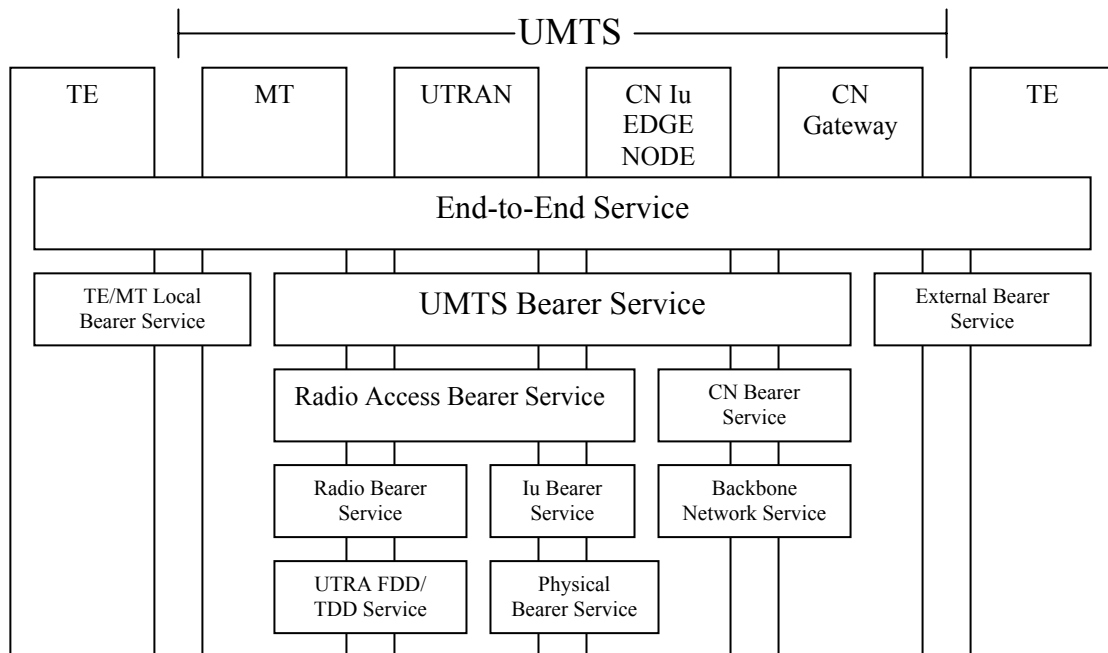 UMTS
TE
MT
UTRAN
CN Iu
EDGE
NODE
CN
Gateway
TE
End-to-End Service
TE/MT Local
Bearer Service
UMTS Bearer Service
External Bearer
Service
Radio Access Bearer Service
CN Bearer
Service
Radio Bearer
Service
Iu Bearer
Service
Backbone
Network Service
UTRA FDD/
TDD Service
Physical
Bearer Service